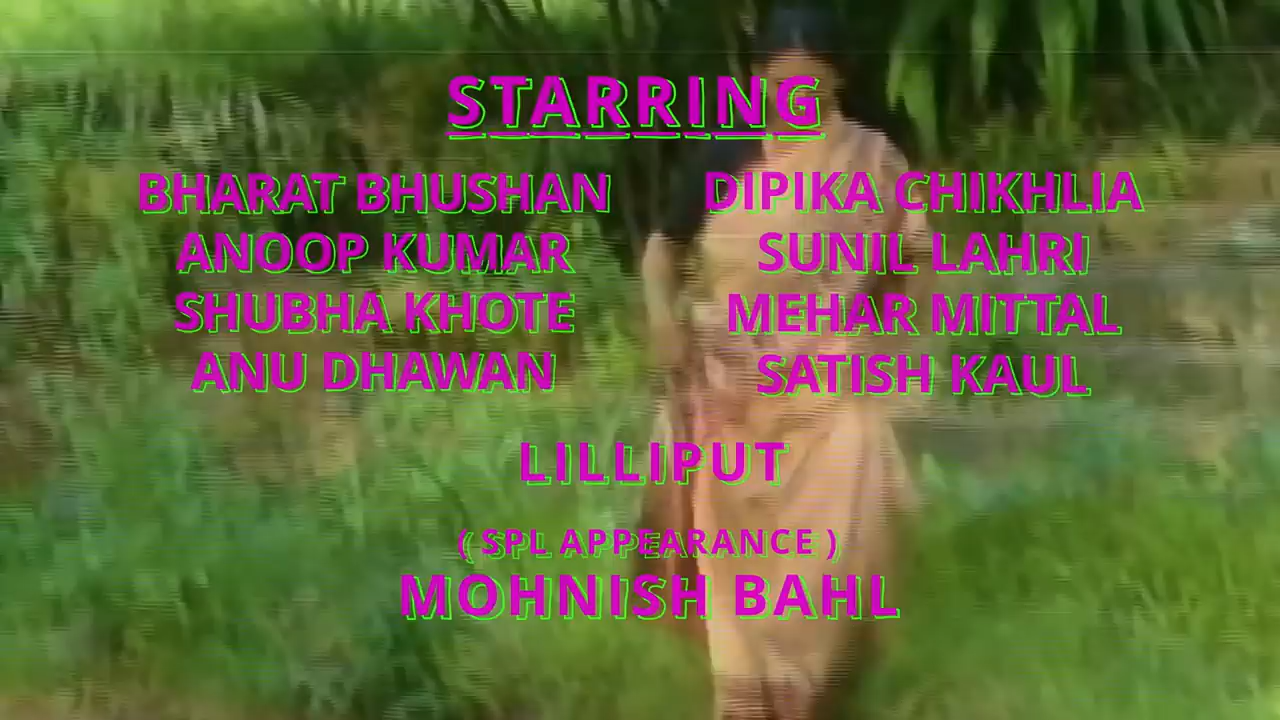 STARRING
BHARAT BHUSHAN DIPIKA CHIKHLIA
ANOOP KUMAR SUNIL LAHRI
SHUBHA KHOTE MEHAR MITTAL
ANU DHAWAN SATISH KAUL
LILLIPUT
( SPL APPEARANCE )
MOHNISH BAHL